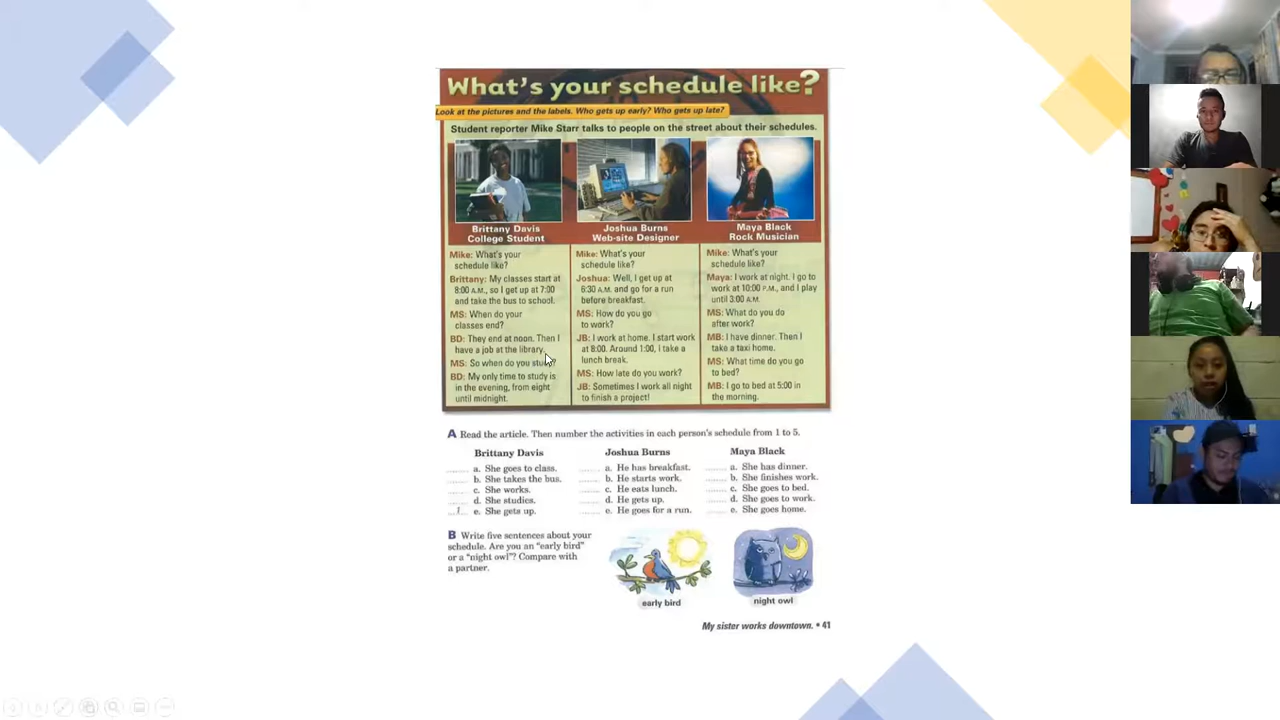 What's your schedule like?
Look at the pictures and the labels. Who gets up early? Who gets up late?
Student reporter Mike Starr talks to people on the street about their schedules.
Brittany Davis
College Student
Mike: What's your
schedule like?
Brittany: My classes start at
8:00 A.M., so I get up at 7:00
and take the bus to school.
MS: When do your
classes end?
BD: They end at noon. Then I
have a job at the library.
MS: So when do you study?
BD: My only time to study is
in the evening, from eight
until midnight.
Joshua Burns
Web-site Designer
Mike: What's your
schedule like?
Joshua: Well, I get up at
6:30 A.M. and go for a run
before breakfast.
MS: How do you go
to work?
JB: I work at home. I start work
at 8:00. Around 1:00, I take a
lunch break.
MS: How late do you work?
JB: Sometimes I work all night
to finish a project!
Maya Black
Rock Musician
Mike: What's your
schedule like?
Maya: I work at night. I go to
work at 10:00 P.M., and I play
until 3:00 A.M.
MS: What do you do
after work?
MB: I have dinner. Then I
take a taxi home.
MS: What time do you go
to bed?
MB: I go to bed at 5:00 in
the morning.
A Read the article. Then number the activities in each person's schedule from 1 to 5.
Brittany Davis
a. She goes to class.
b. She takes the bus.
c. She works.
d. She studies.
1 e. She gets up.
Joshua Burns
a. He has breakfast.
b. He starts work.
c. He eats lunch.
d. He gets up.
e. He goes for a run.
Maya Black
a. She has dinner.
b. She finishes work.
c. She goes to bed.
d. She goes to work.
e. She goes home.
B Write five sentences about your
schedule. Are you an "early bird"
or a "night owl"? Compare with
a partner.
early bird
night owl
My sister works downtown. • 41